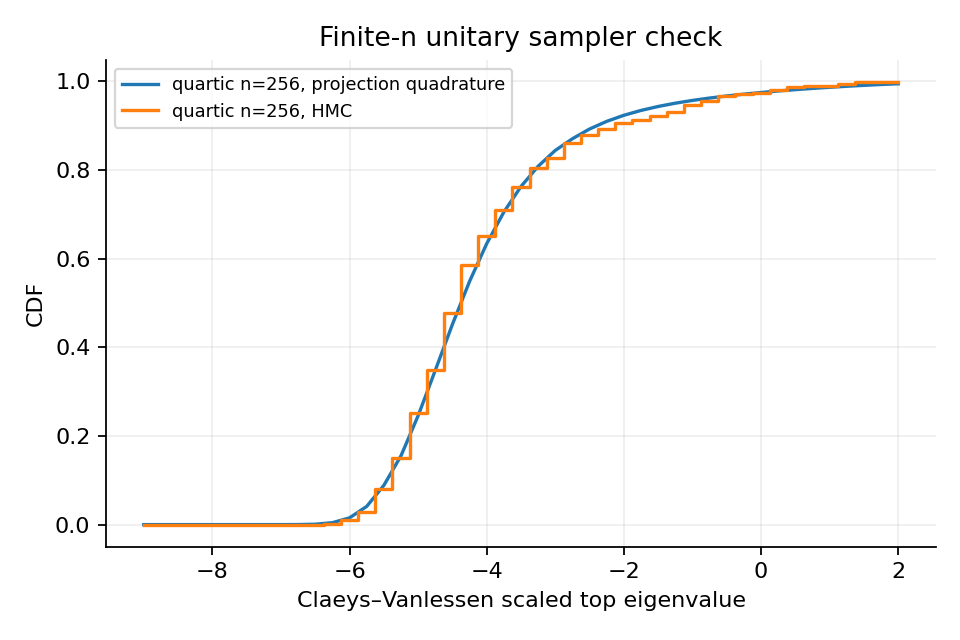 Finite-n unitary sampler check
quartic n=256, projection quadrature
quartic n=256, HMC
1.0
0.8
0.6
0.4
0.2
0.0
CDF
−8
−6
−4
−2
0
2
Claeys–Vanlessen scaled top eigenvalue